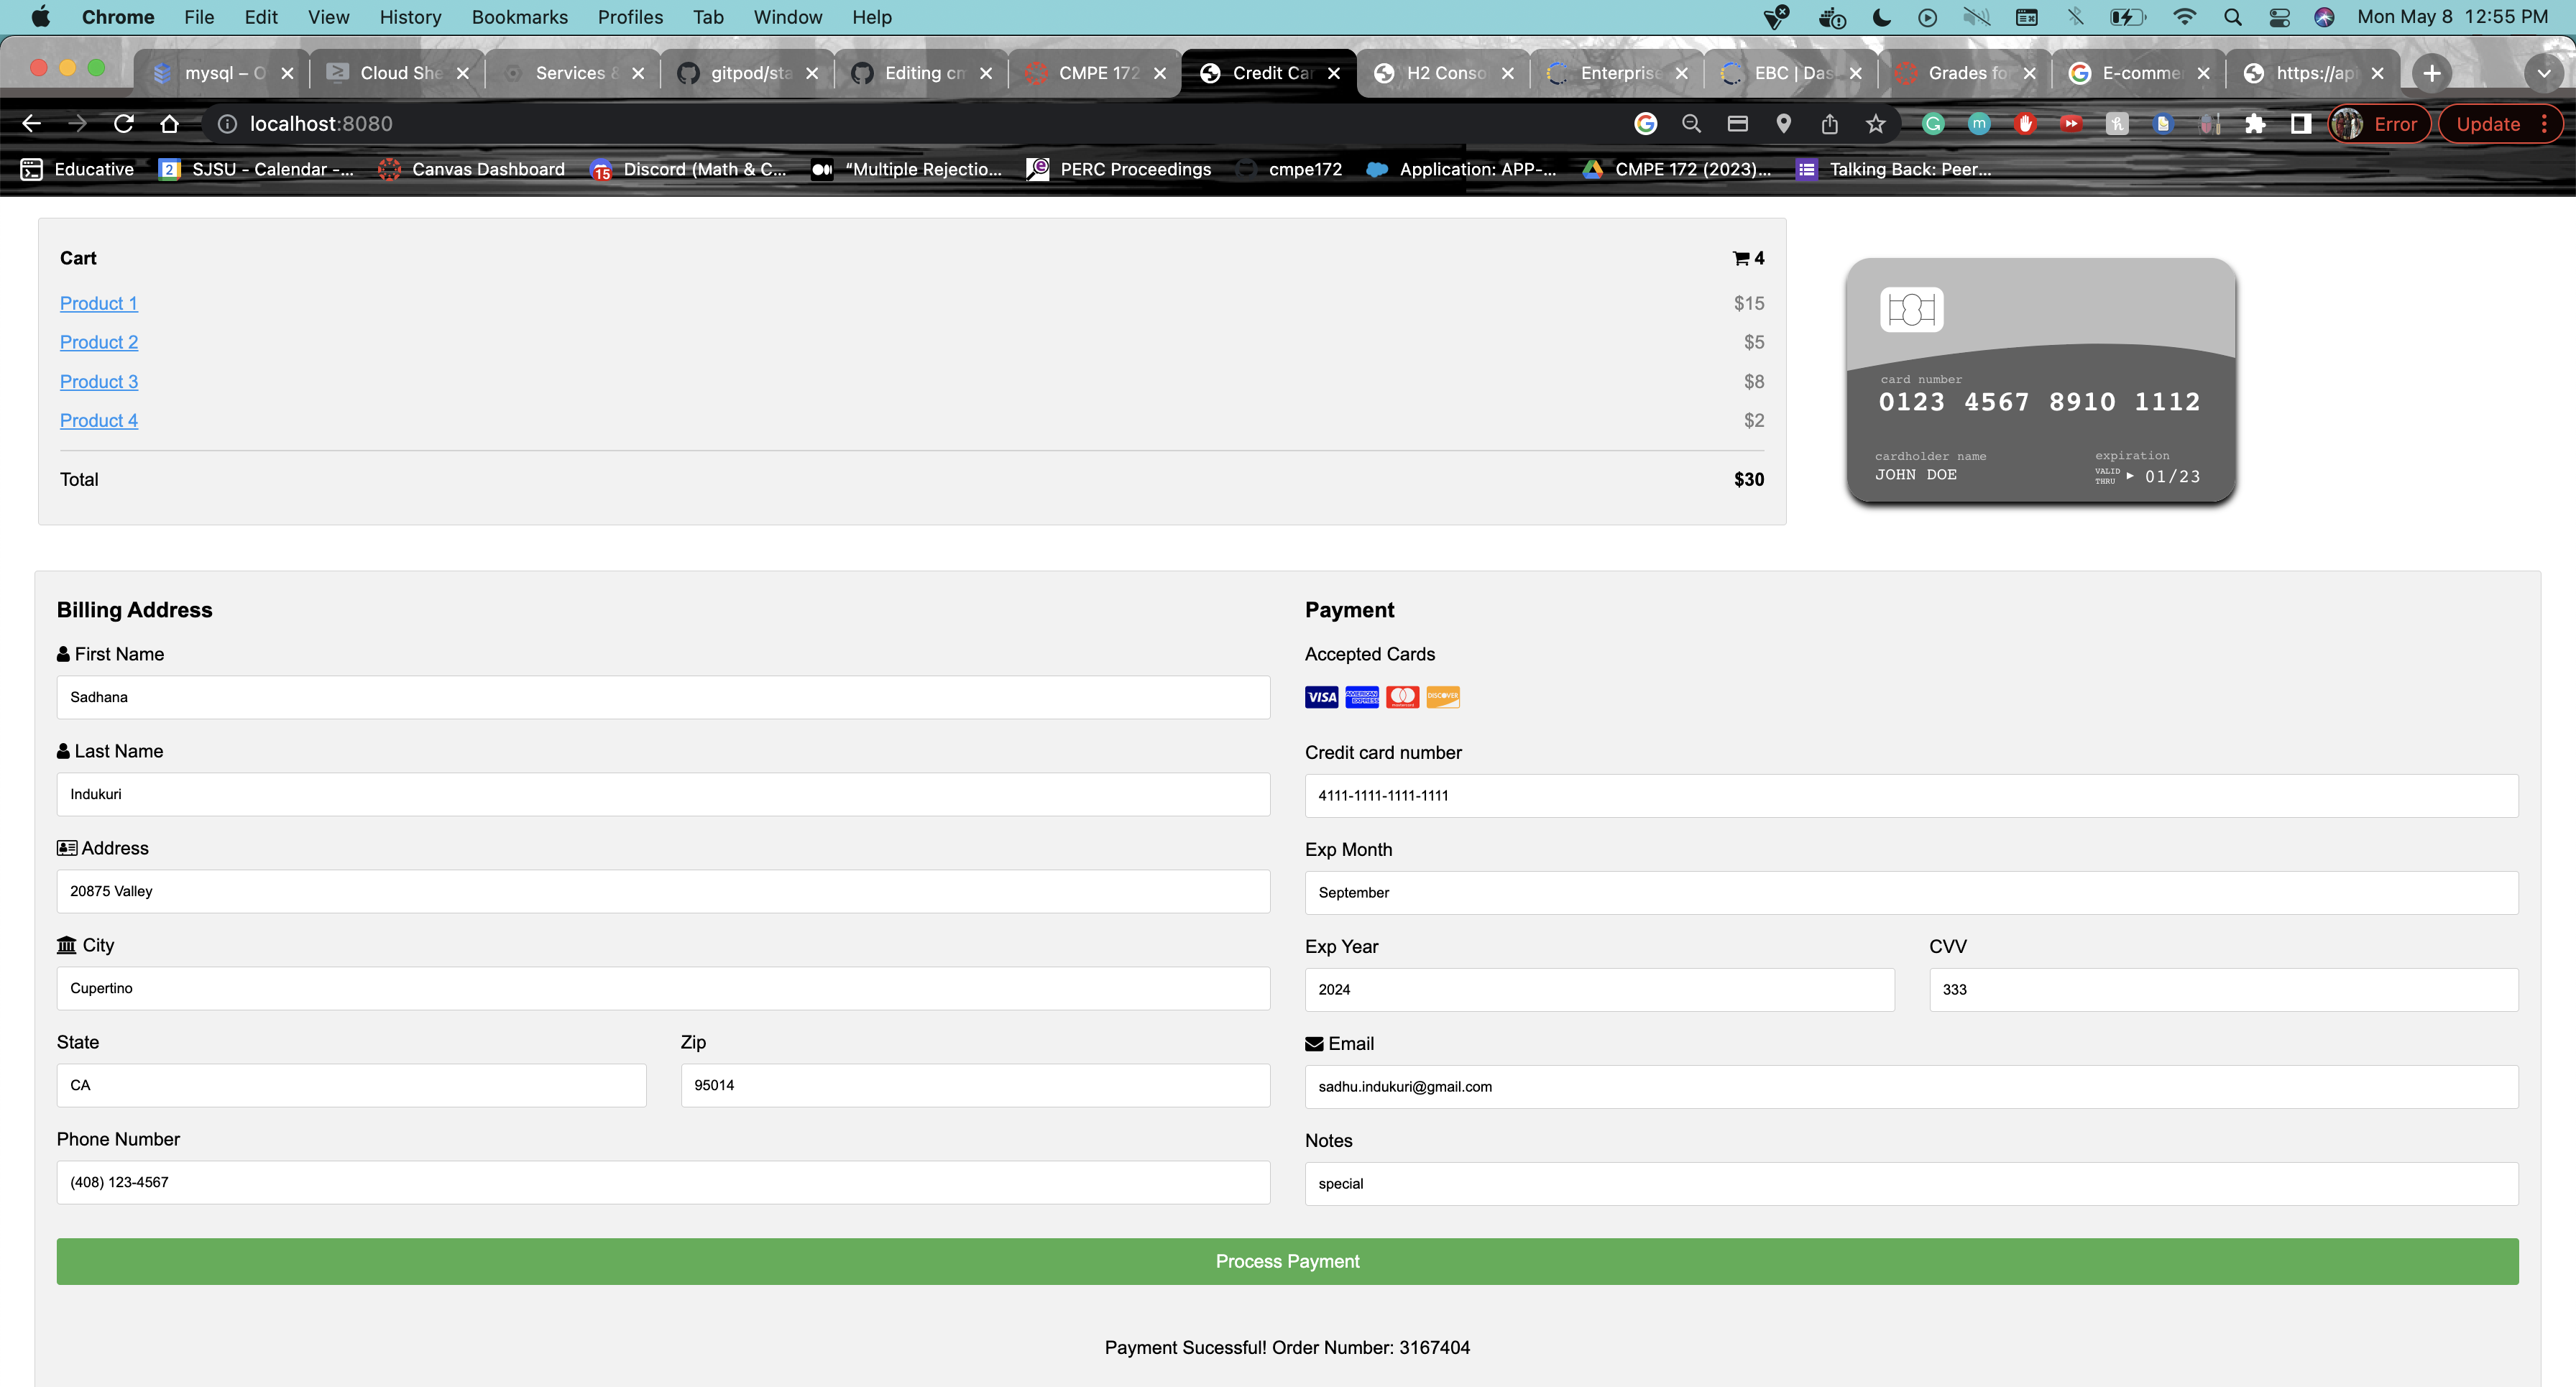 Chrome File Edit View History Bookmarks Profiles Tab Window Help Mon May 8 12:55 PM
mysql – O Cloud She Services & gitpod/sta Editing cm CMPE 172 Credit Car H2 Conso Enterprise EBC | Das Grades fo E-comme https://api
localhost:8080 Error Update
Educative SJSU - Calendar -... Canvas Dashboard 15 Discord (Math & C... “Multiple Rejectio... PERC Proceedings cmpe172 Application: APP-... CMPE 172 (2023)... Talking Back: Peer...
Cart 4
Product 1 $15
Product 2 $5
Product 3 $8
Product 4 $2
Total $30
card number
0123 4567 8910 1112
cardholder name expiration
JOHN DOE VALID THRU 01/23
Billing Address
First Name
Sadhana
Last Name
Indukuri
Address
20875 Valley
City
Cupertino
State Zip
CA 95014
Phone Number
(408) 123-4567
Payment
Accepted Cards
VISA AMERICAN EXPRESS mastercard DISCOVER
Credit card number
4111-1111-1111-1111
Exp Month
September
Exp Year CVV
2024 333
Email
sadhu.indukuri@gmail.com
Notes
special
Process Payment
Payment Sucessful! Order Number: 3167404